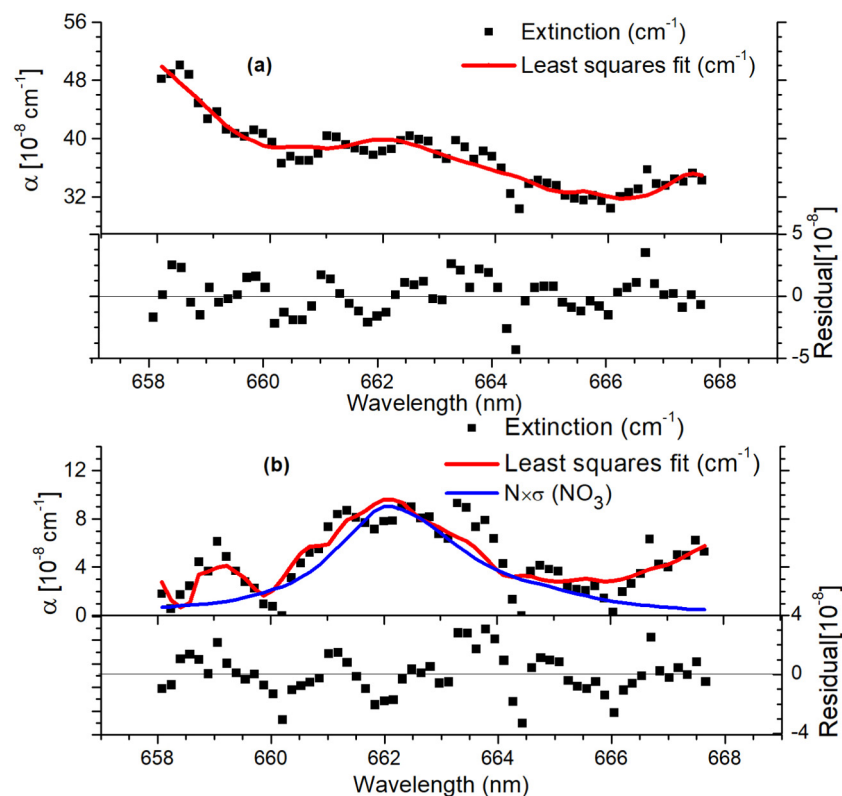 56
48
40
32
α [10⁻⁸ cm⁻¹]
(a)
Extinction (cm⁻¹)
Least squares fit (cm⁻¹)
5
0
-5
Residual[10⁻⁸]
658 660 662 664 666 668
Wavelength (nm)
12
8
4
0
α [10⁻⁸ cm⁻¹]
(b)
Extinction (cm⁻¹)
Least squares fit (cm⁻¹)
N×σ (NO₃)
4
0
-4
Residual[10⁻⁸]
658 660 662 664 666 668
Wavelength (nm)